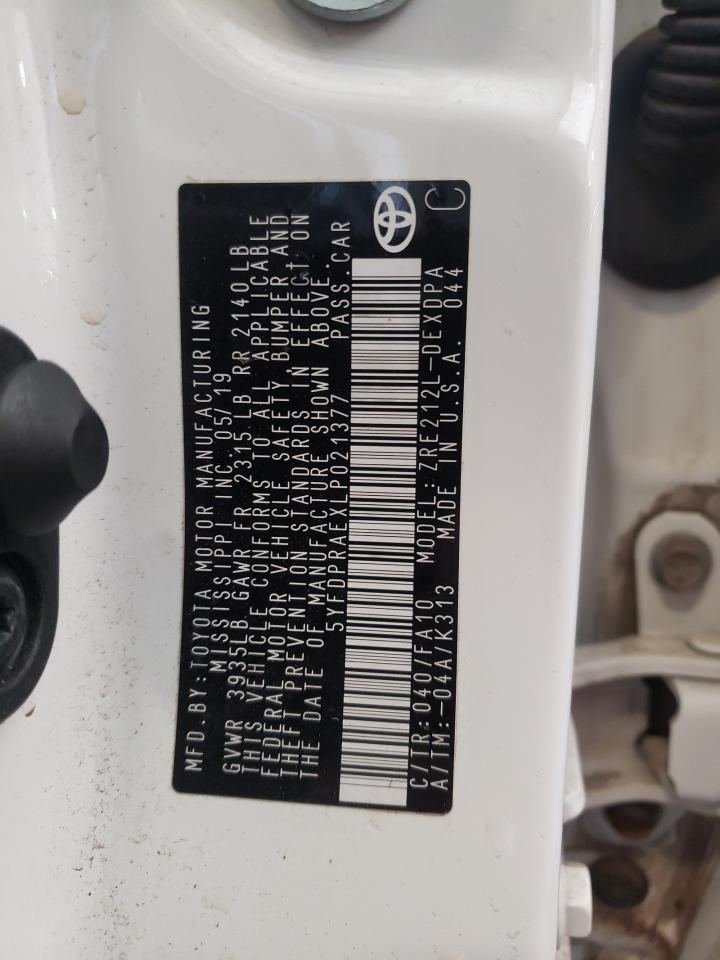 MFD.BY:TOYOTA MOTOR MANUFACTURING
MISSISSIPPI INC. 05/19
GVWR 3935LB GAWR FR 2315 LB RR 2140LB
THIS VEHICLE CONFORMS TO ALL APPLICABLE
FEDERAL MOTOR VEHICLE SAFETY, BUMPER AND
THEFT PREVENTION STANDARDS IN EFFECT ON
THE DATE OF MANUFACTURE SHOWN ABOVE.
5YFDPRAEXLP021377 PASS.CAR
C/TR:040/FA10 MODEL:ZRE212L-DEXDPA
A/TM:-04A/K313 MADE IN U.S.A. 044
C